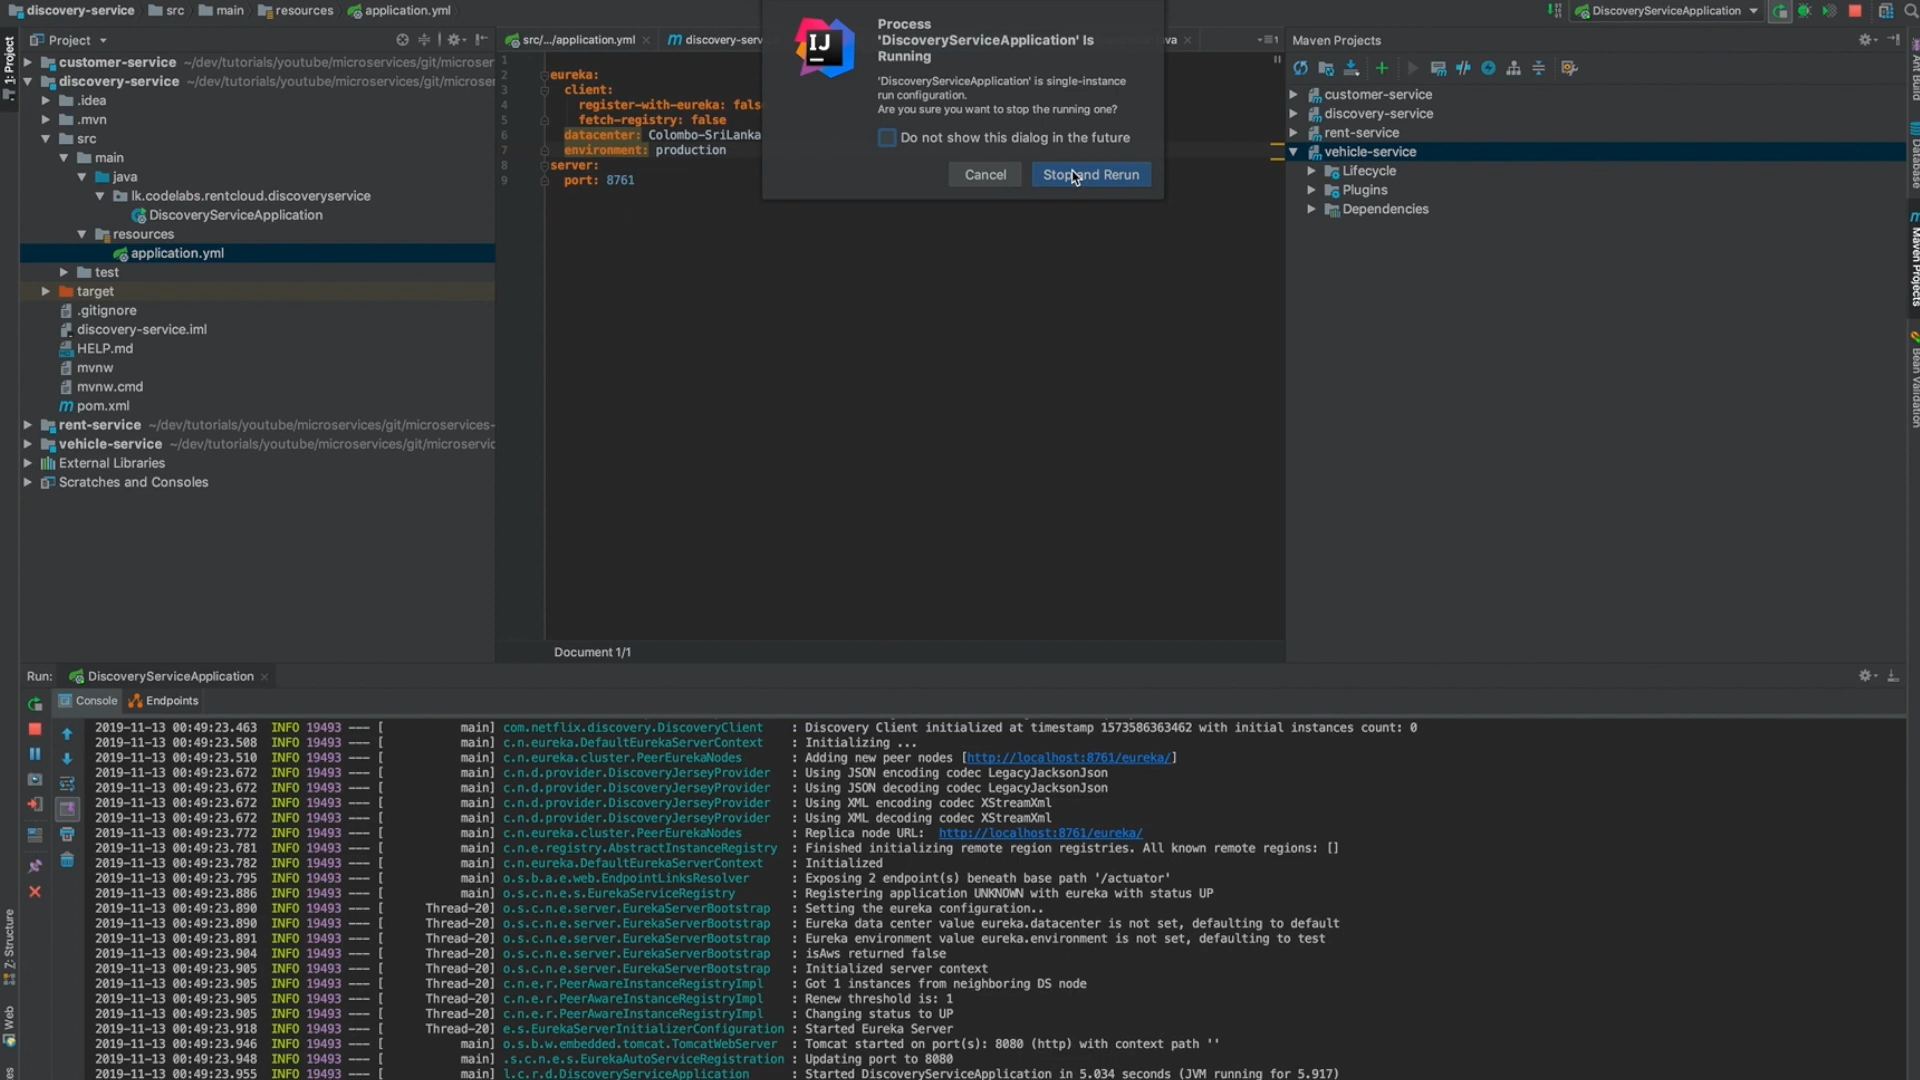 discovery-service src main resources application.yml
DiscoveryServiceApplication
Project
src/.../application.yml
discovery-serv
va
Maven Projects
1: Project
customer-service ~/dev/tutorials/youtube/microservices/git/microser
discovery-service ~/dev/tutorials/youtube/microservices/git/microser
.idea
.mvn
src
main
java
lk.codelabs.rentcloud.discoveryservice
DiscoveryServiceApplication
resources
application.yml
test
target
.gitignore
discovery-service.iml
HELP.md
mvnw
mvnw.cmd
pom.xml
rent-service ~/dev/tutorials/youtube/microservices/git/microservices-
vehicle-service ~/dev/tutorials/youtube/microservices/git/microservic
External Libraries
Scratches and Consoles
1
2 eureka:
3 client:
4 register-with-eureka: fals
5 fetch-registry: false
6 datacenter: Colombo-SriLanka
7 environment: production
8 server:
9 port: 8761
Document 1/1
IJ
Process
'DiscoveryServiceApplication' Is
Running
'DiscoveryServiceApplication' is single-instance
run configuration.
Are you sure you want to stop the running one?
Do not show this dialog in the future
Cancel
Stop and Rerun
customer-service
discovery-service
rent-service
vehicle-service
Lifecycle
Plugins
Dependencies
Ant Build
Database
Maven Projects
Bean Validation
Run: DiscoveryServiceApplication
Console Endpoints
2019-11-13 00:49:23.463 INFO 19493 --- [ main] com.netflix.discovery.DiscoveryClient : Discovery Client initialized at timestamp 1573586363462 with initial instances count: 0
2019-11-13 00:49:23.508 INFO 19493 --- [ main] c.n.eureka.DefaultEurekaServerContext : Initializing ...
2019-11-13 00:49:23.510 INFO 19493 --- [ main] c.n.eureka.cluster.PeerEurekaNodes : Adding new peer nodes [http://localhost:8761/eureka/]
2019-11-13 00:49:23.672 INFO 19493 --- [ main] c.n.d.provider.DiscoveryJerseyProvider : Using JSON encoding codec LegacyJacksonJson
2019-11-13 00:49:23.672 INFO 19493 --- [ main] c.n.d.provider.DiscoveryJerseyProvider : Using JSON decoding codec LegacyJacksonJson
2019-11-13 00:49:23.672 INFO 19493 --- [ main] c.n.d.provider.DiscoveryJerseyProvider : Using XML encoding codec XStreamXml
2019-11-13 00:49:23.672 INFO 19493 --- [ main] c.n.d.provider.DiscoveryJerseyProvider : Using XML decoding codec XStreamXml
2019-11-13 00:49:23.772 INFO 19493 --- [ main] c.n.eureka.cluster.PeerEurekaNodes : Replica node URL: http://localhost:8761/eureka/
2019-11-13 00:49:23.781 INFO 19493 --- [ main] c.n.e.registry.AbstractInstanceRegistry : Finished initializing remote region registries. All known remote regions: []
2019-11-13 00:49:23.782 INFO 19493 --- [ main] c.n.eureka.DefaultEurekaServerContext : Initialized
2019-11-13 00:49:23.795 INFO 19493 --- [ main] o.s.b.a.e.web.EndpointLinksResolver : Exposing 2 endpoint(s) beneath base path '/actuator'
2019-11-13 00:49:23.886 INFO 19493 --- [ main] o.s.c.n.e.s.EurekaServiceRegistry : Registering application UNKNOWN with eureka with status UP
2019-11-13 00:49:23.890 INFO 19493 --- [ Thread-20] o.s.c.n.e.server.EurekaServerBootstrap : Setting the eureka configuration..
2019-11-13 00:49:23.890 INFO 19493 --- [ Thread-20] o.s.c.n.e.server.EurekaServerBootstrap : Eureka data center value eureka.datacenter is not set, defaulting to default
2019-11-13 00:49:23.891 INFO 19493 --- [ Thread-20] o.s.c.n.e.server.EurekaServerBootstrap : Eureka environment value eureka.environment is not set, defaulting to test
2019-11-13 00:49:23.904 INFO 19493 --- [ Thread-20] o.s.c.n.e.server.EurekaServerBootstrap : isAws returned false
2019-11-13 00:49:23.905 INFO 19493 --- [ Thread-20] o.s.c.n.e.server.EurekaServerBootstrap : Initialized server context
2019-11-13 00:49:23.905 INFO 19493 --- [ Thread-20] c.n.e.r.PeerAwareInstanceRegistryImpl : Got 1 instances from neighboring DS node
2019-11-13 00:49:23.905 INFO 19493 --- [ Thread-20] c.n.e.r.PeerAwareInstanceRegistryImpl : Renew threshold is: 1
2019-11-13 00:49:23.905 INFO 19493 --- [ Thread-20] c.n.e.r.PeerAwareInstanceRegistryImpl : Changing status to UP
2019-11-13 00:49:23.918 INFO 19493 --- [ Thread-20] e.s.EurekaServerInitializerConfiguration : Started Eureka Server
2019-11-13 00:49:23.946 INFO 19493 --- [ main] o.s.b.w.embedded.tomcat.TomcatWebServer : Tomcat started on port(s): 8080 (http) with context path ''
2019-11-13 00:49:23.948 INFO 19493 --- [ main] .s.c.n.e.s.EurekaAutoServiceRegistration : Updating port to 8080
2019-11-13 00:49:23.955 INFO 19493 --- [ main] l.c.r.d.DiscoveryServiceApplication : Started DiscoveryServiceApplication in 5.034 seconds (JVM running for 5.917)
Z: Structure
Web
es